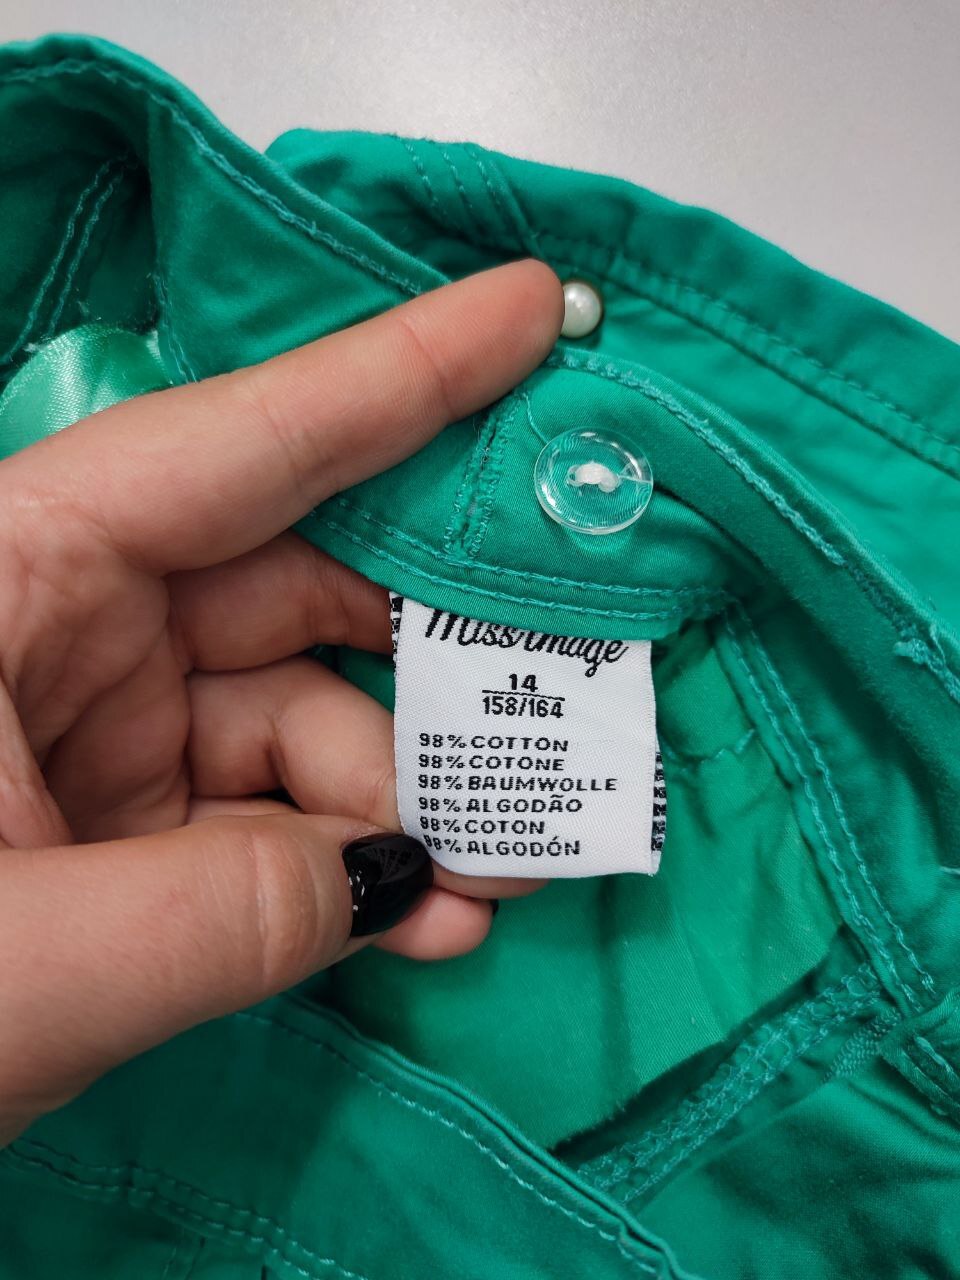 Miss Image
14
158/164
98% COTTON
98% COTONE
98% BAUMWOLLE
98% ALGODÃO
98% COTON
98% ALGODÓN